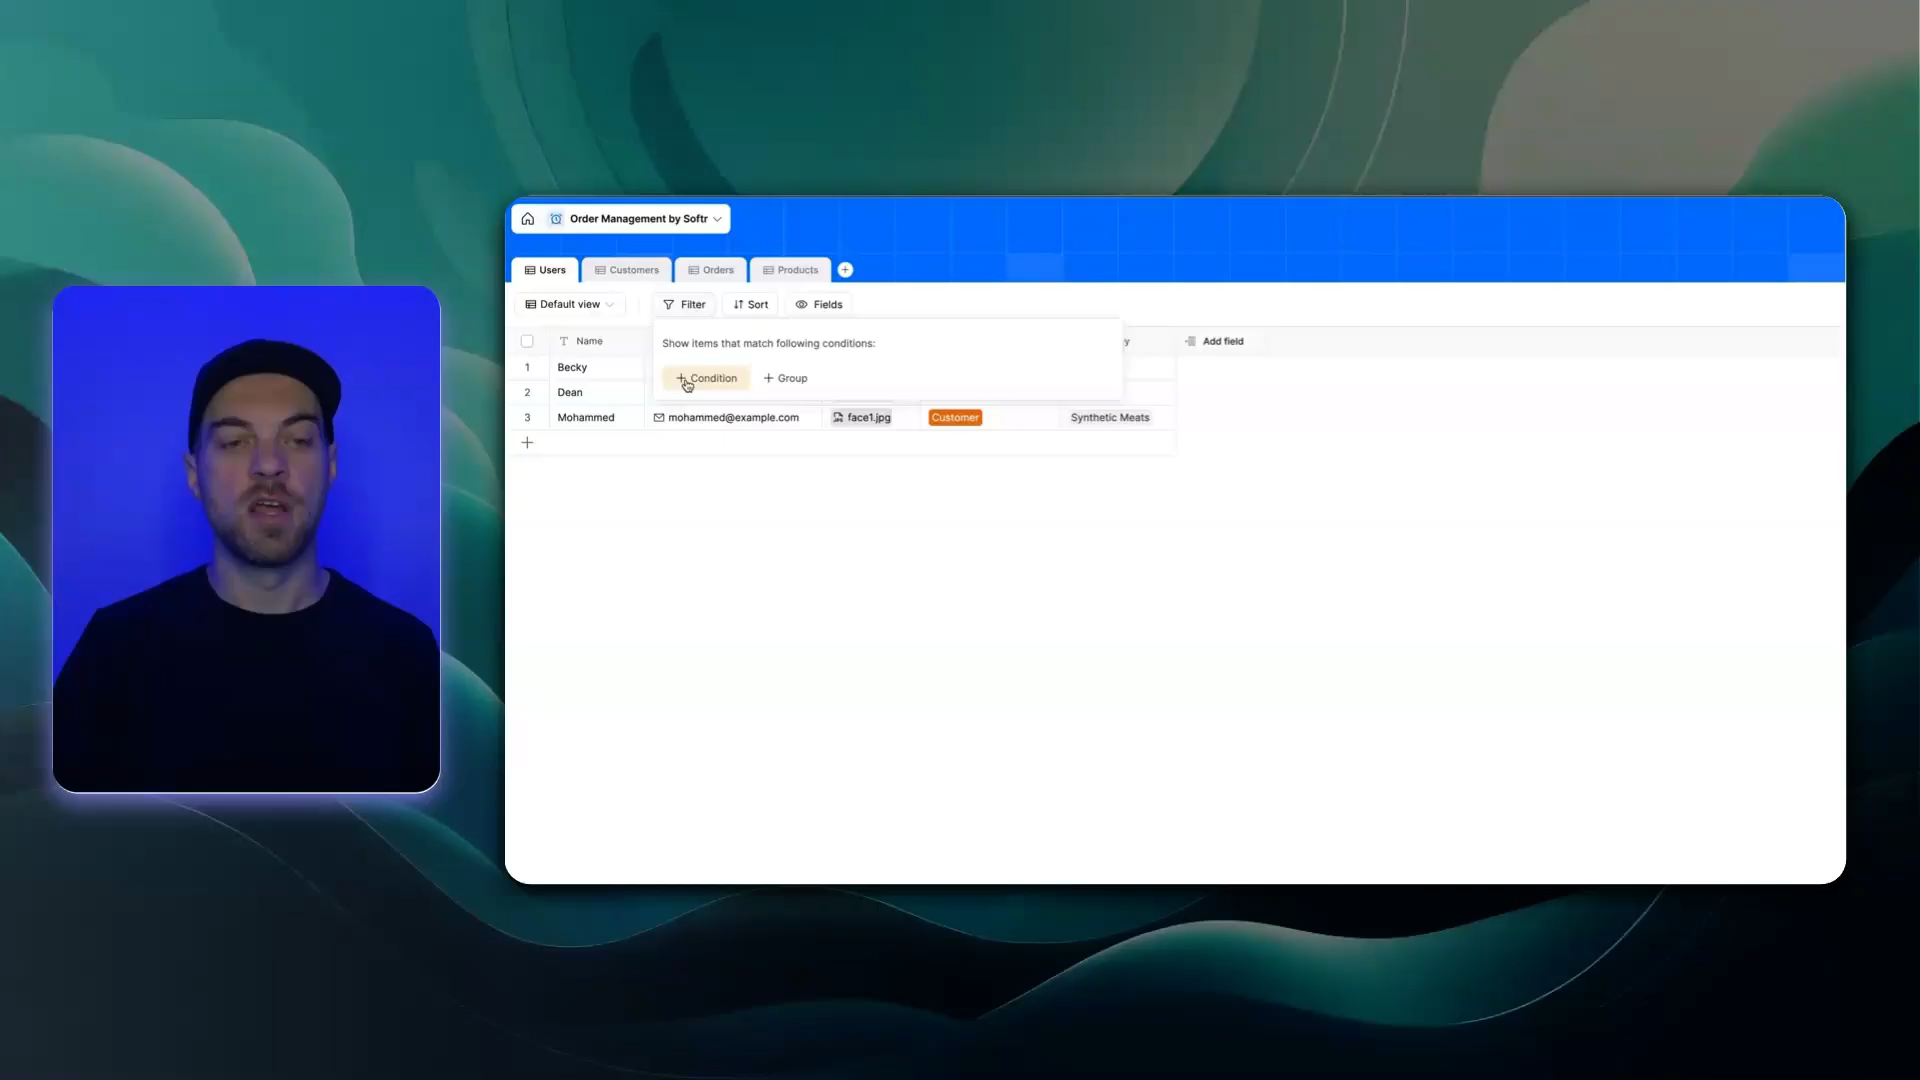 Order Management by Softr
Users Customers Orders Products
Default view Filter Sort Fields
Name y Add field
Show items that match following conditions:
1 Becky
Condition Group
2 Dean
3 Mohammed mohammed@example.com face1.jpg Customer Synthetic Meats